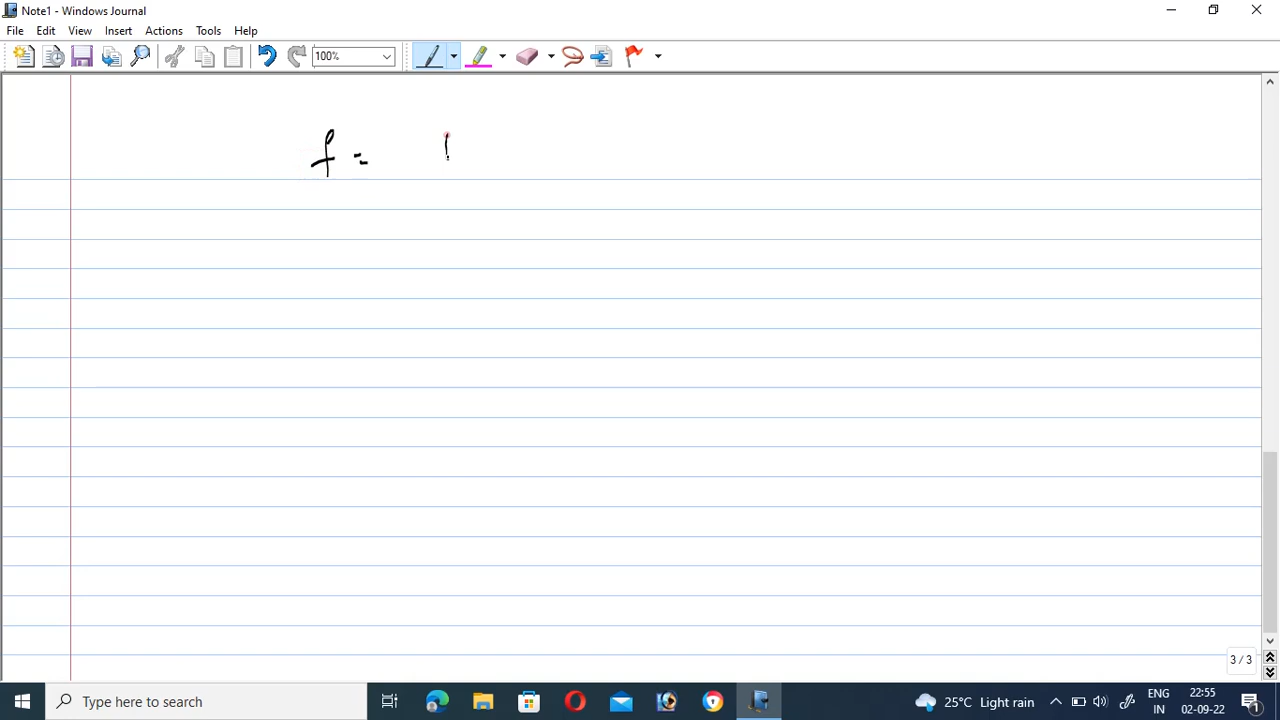 Note1 - Windows Journal
File Edit View Insert Actions Tools Help
100%
f =
3 / 3
Type here to search
25°C Light rain
ENG
IN
22:55
02-09-22
1